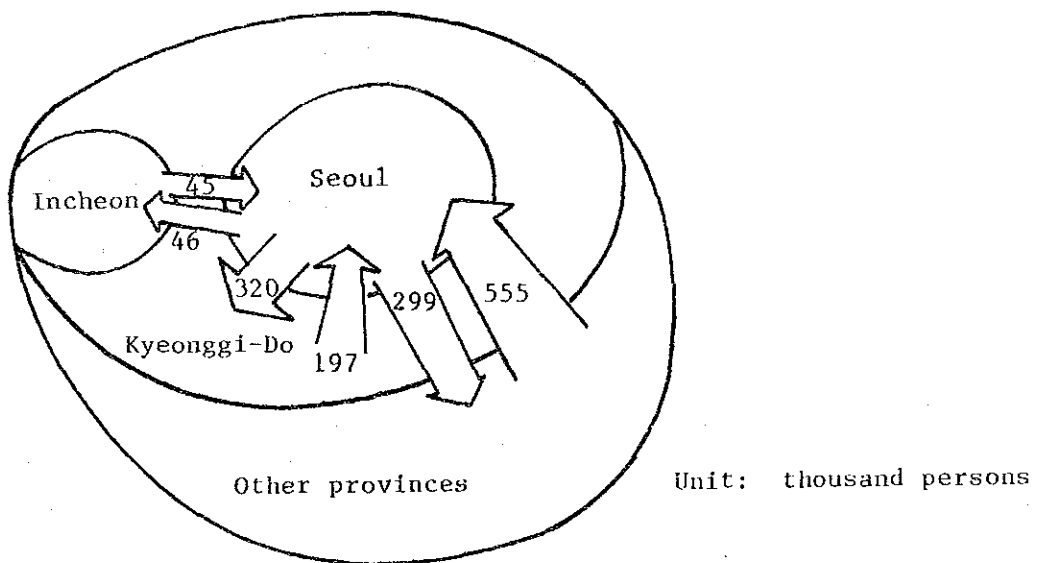 45
Seoul
Incheon
46
320
299
555
Kyeonggi-Do
197
Other provinces
Unit: thousand persons